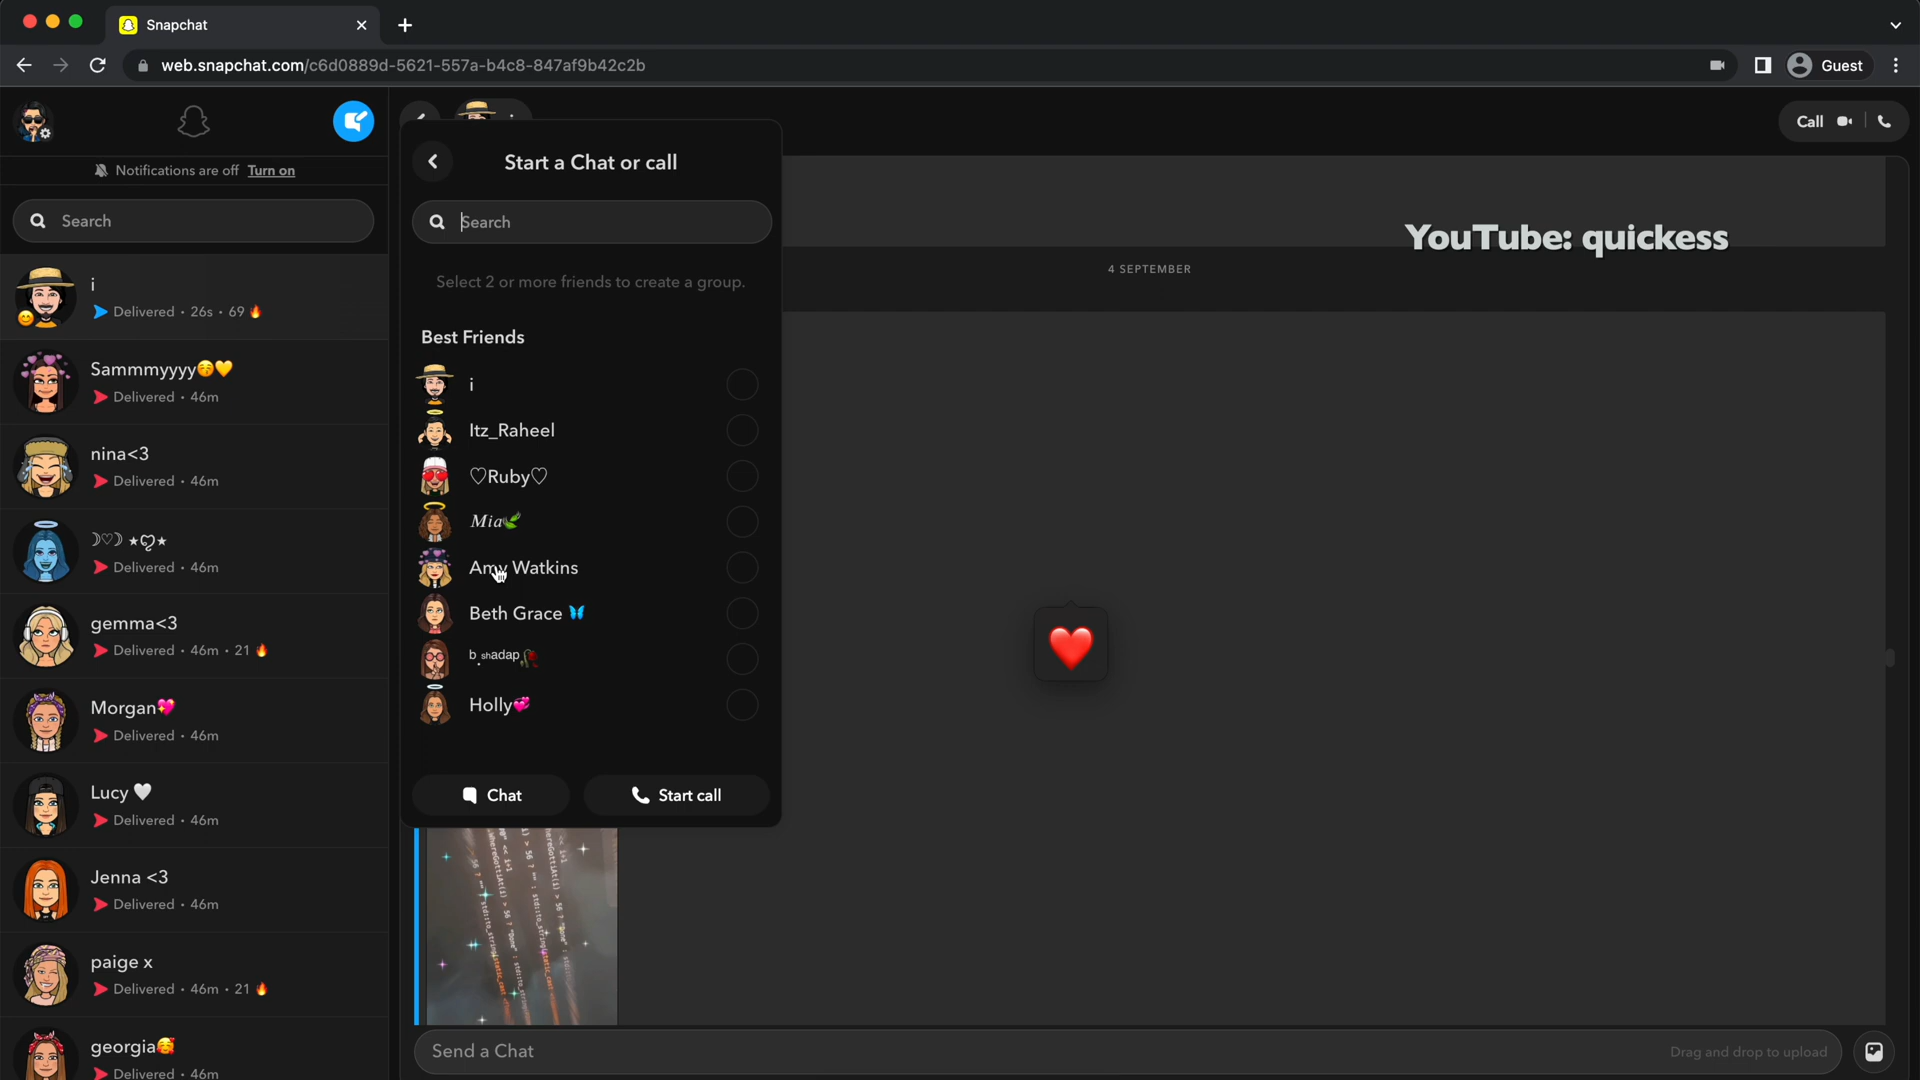 Snapchat
web.snapchat.com/c6d0889d-5621-557a-b4c8-847af9b42c2b
Guest
Notifications are off Turn on
Search
i
Delivered • 26s • 69 🔥
Sammmyyyy😚💛
Delivered • 46m
nina<3
Delivered • 46m
☽♡☽ ⋆ღ⋆
Delivered • 46m
gemma<3
Delivered • 46m • 21 🔥
Morgan💖
Delivered • 46m
Lucy 🤍
Delivered • 46m
Jenna <3
Delivered • 46m
paige x
Delivered • 46m • 21 🔥
georgia🥰
Delivered • 46m
Start a Chat or call
Search
Select 2 or more friends to create a group.
Best Friends
i
Itz_Raheel
♡Ruby♡
Mia🌿
Amy Watkins
Beth Grace 🦋
b.shadap🥀
Holly💞
Chat
Start call
Call
YouTube: quickess
4 SEPTEMBER
Send a Chat
Drag and drop to upload